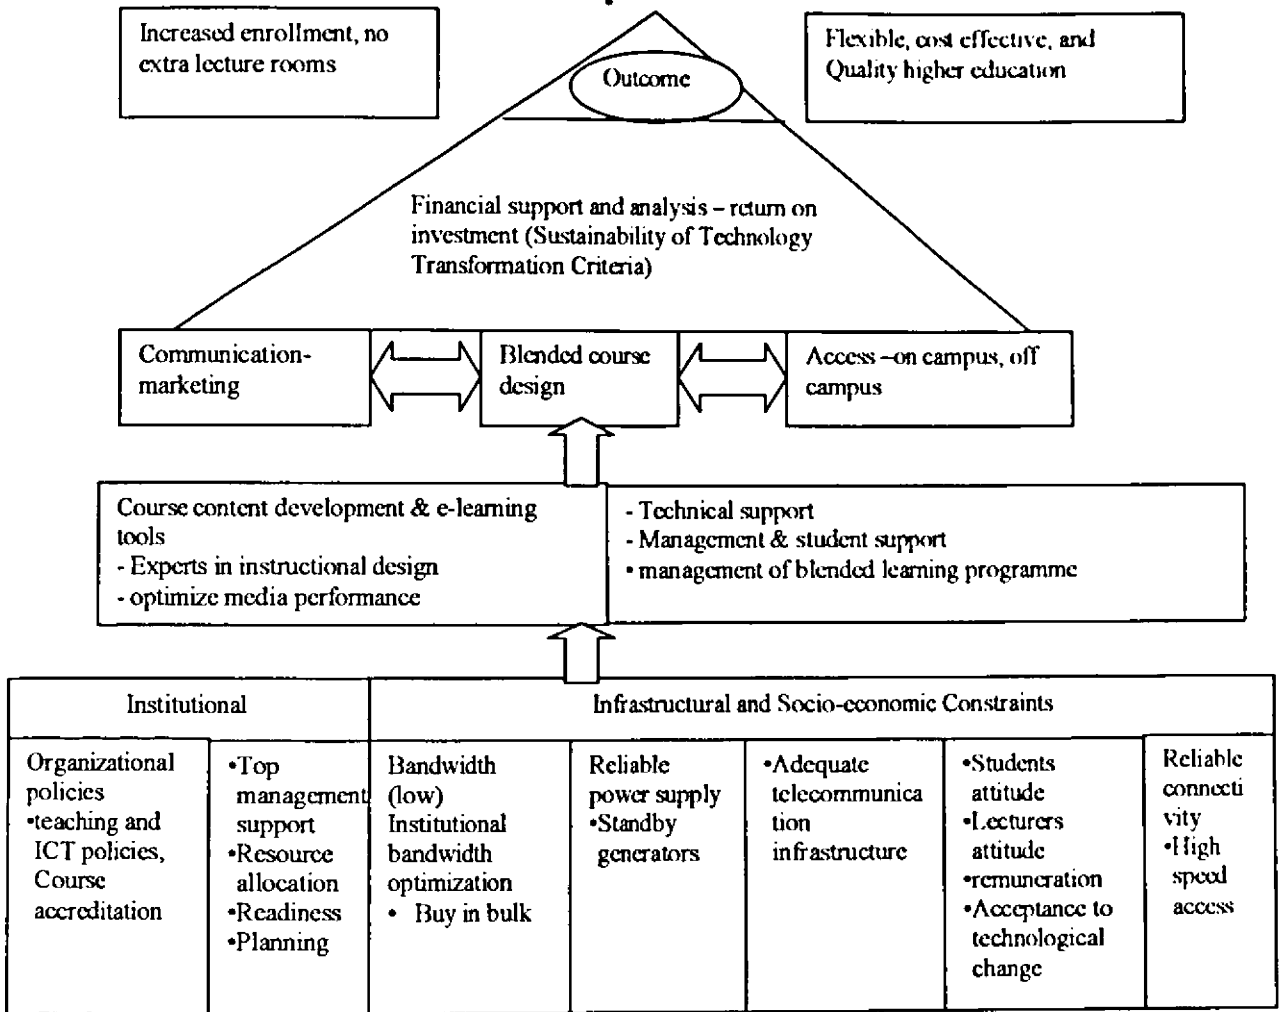 Increased enrollment, no
extra lecture rooms
Outcome
Flexible, cost effective, and
Quality higher education
Financial support and analysis – return on
investment (Sustainability of Technology
Transformation Criteria)
Communication-
marketing
Blended course
design
Access –on campus, off
campus
Course content development & e-learning
tools
- Experts in instructional design
- optimize media performance
- Technical support
- Management & student support
• management of blended learning programme
Institutional
Infrastructural and Socio-economic Constraints
Organizational
policies
•teaching and
ICT policies,
Course
accreditation
•Top
management
support
•Resource
allocation
•Readiness
•Planning
Bandwidth
(low)
Institutional
bandwidth
optimization
• Buy in bulk
Reliable
power supply
•Standby
generators
•Adequate
telecommunica
tion
infrastructure
•Students
attitude
•Lecturers
attitude
•remuneration
•Acceptance to
technological
change
Reliable
connecti
vity
•High
speed
access